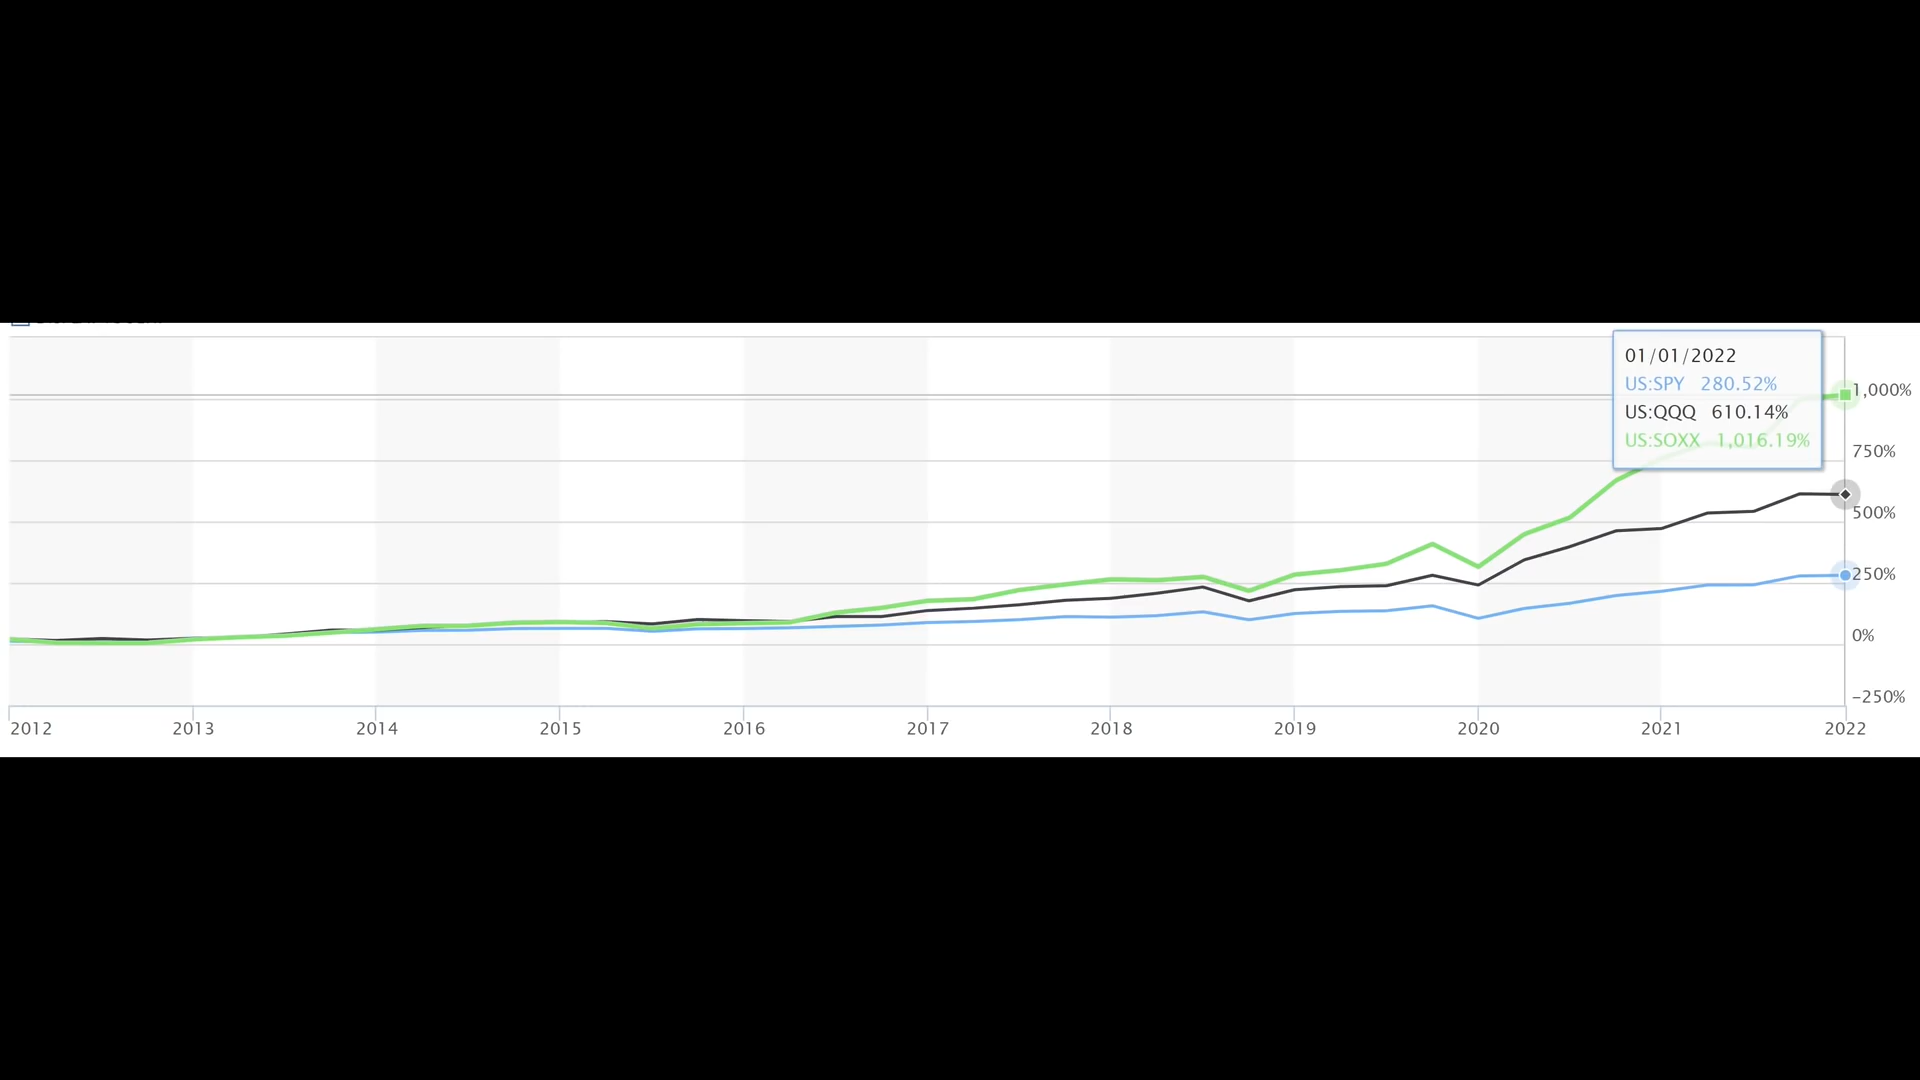 01/01/2022
US:SPY 280.52%
US:QQQ 610.14%
US:SOXX 1,016.19%
1,000%
750%
500%
250%
0%
−250%
2012 2013 2014 2015 2016 2017 2018 2019 2020 2021 2022